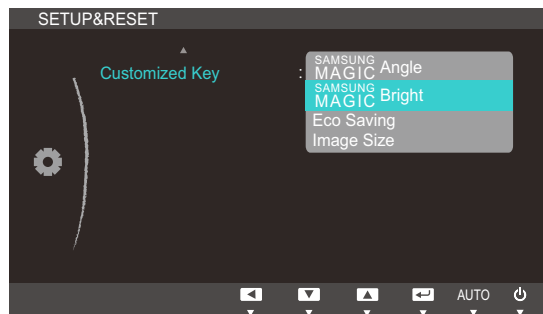 SETUP&RESET
Customized Key : SAMSUNG MAGIC Angle
SAMSUNG MAGIC Bright
Eco Saving
Image Size
AUTO